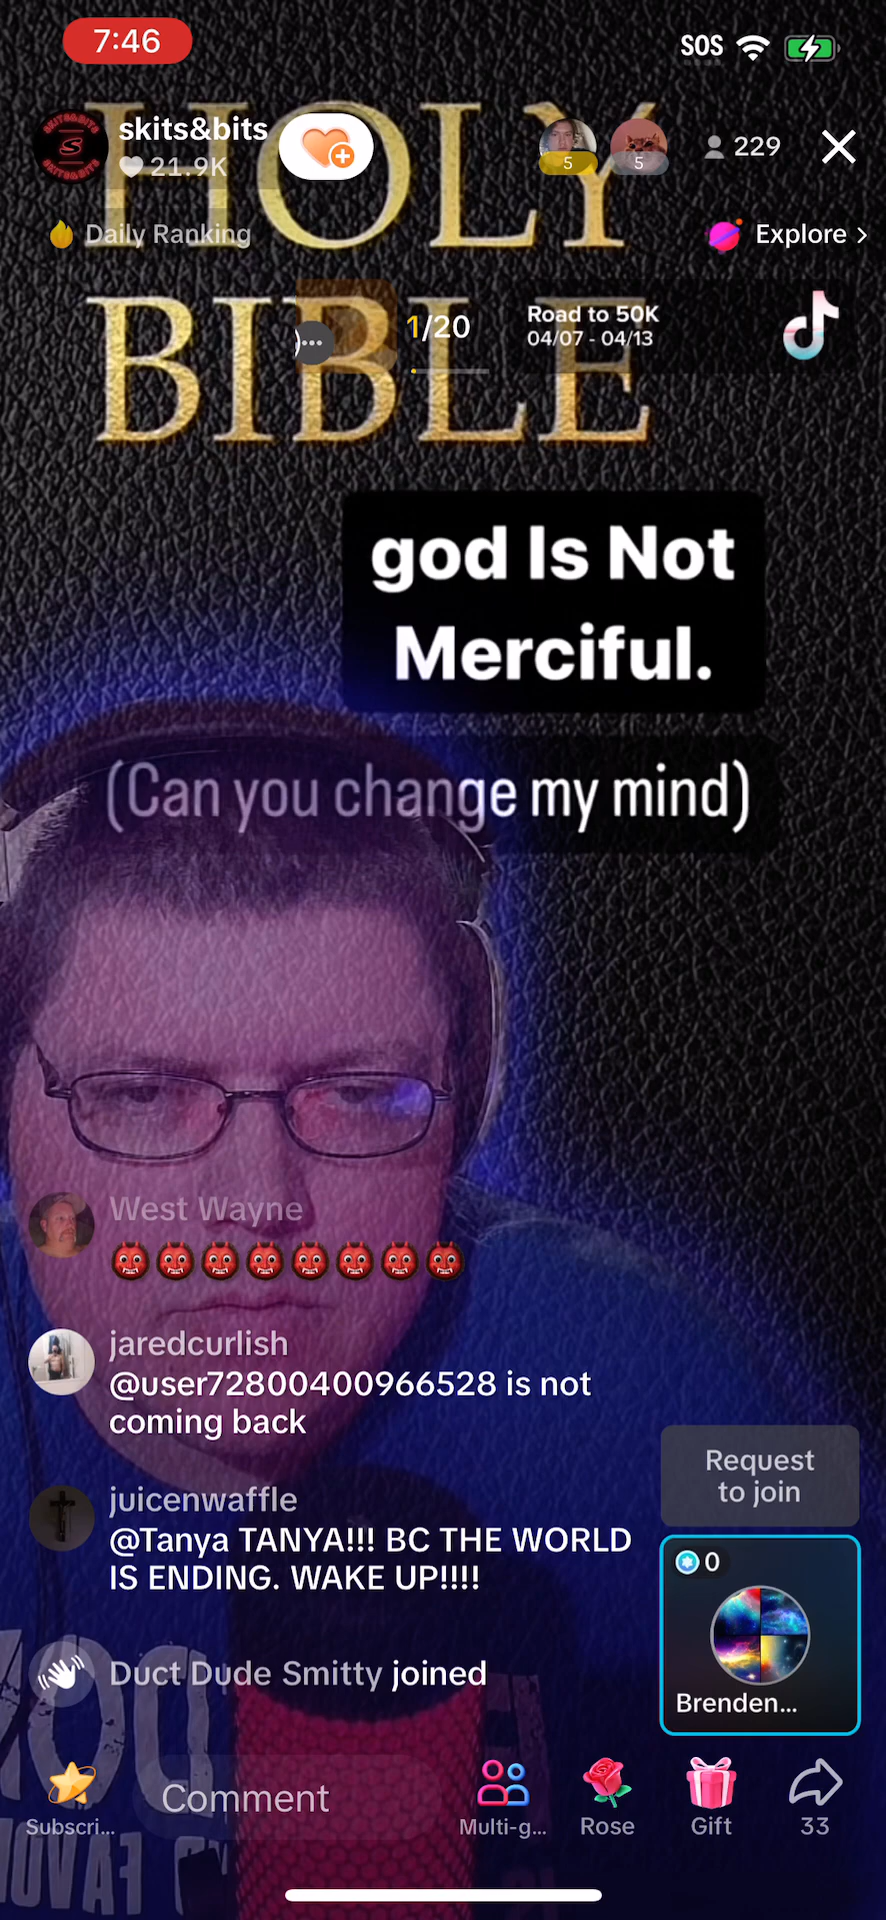 7:46
SOS
HOLY
skits&bits
21.9K
5
5
229
Daily Ranking
Explore >
BIBLE
1/20
Road to 50K
04/07 - 04/13
god Is Not
Merciful.
(Can you change my mind)
West Wayne
jaredcurlish
@user72800400966528 is not
coming back
Request
to join
juicenwaffle
@Tanya TANYA!!! BC THE WORLD
IS ENDING. WAKE UP!!!!
0
Duct Dude Smitty joined
Brenden...
Comment
Subscri...
Multi-g...
Rose
Gift
33